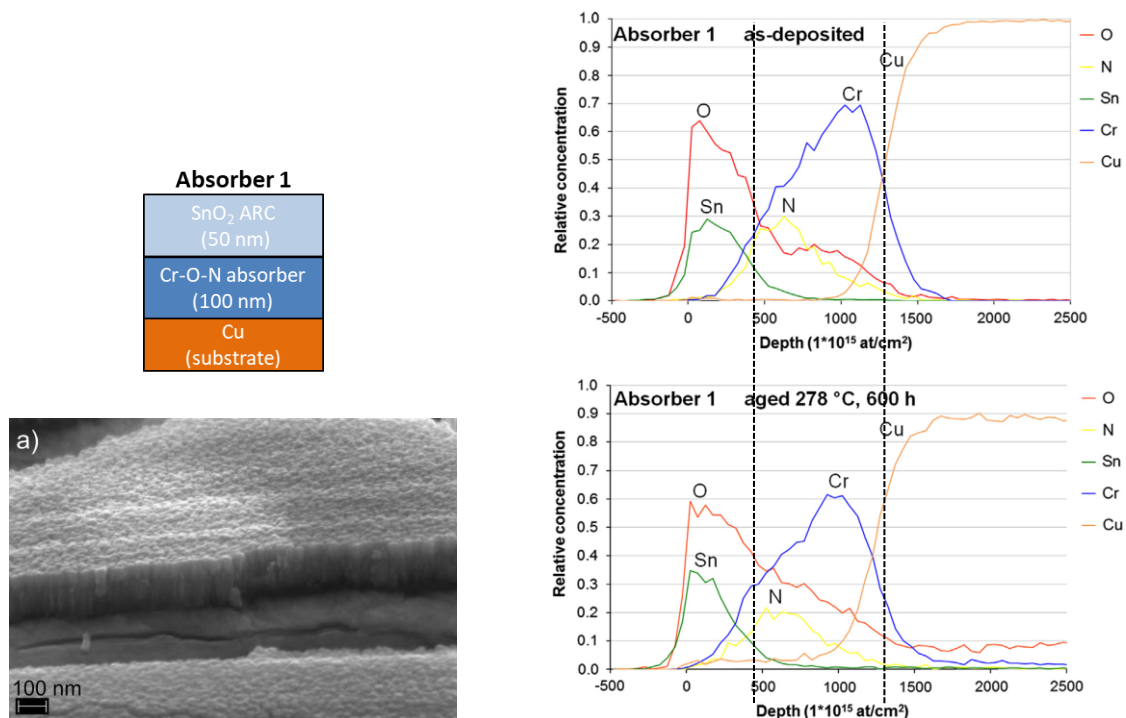 Absorber 1
SnO₂ ARC
(50 nm)
Cr-O-N absorber
(100 nm)
Cu
(substrate)
a)
100 nm
Absorber 1 as-deposited
Relative concentration
1.0
0.9
0.8
0.7
0.6
0.5
0.4
0.3
0.2
0.1
0.0
O
Sn
N
Cr
Cu
-500 0 500 1000 1500 2000 2500
Depth (1*10¹⁵ at/cm²)
O
N
Sn
Cr
Cu
Absorber 1 aged 278 °C, 600 h
Relative concentration
1.0
0.9
0.8
0.7
0.6
0.5
0.4
0.3
0.2
0.1
0.0
O
Sn
N
Cr
Cu
-500 0 500 1000 1500 2000 2500
Depth (1*10¹⁵ at/cm²)
O
N
Sn
Cr
Cu